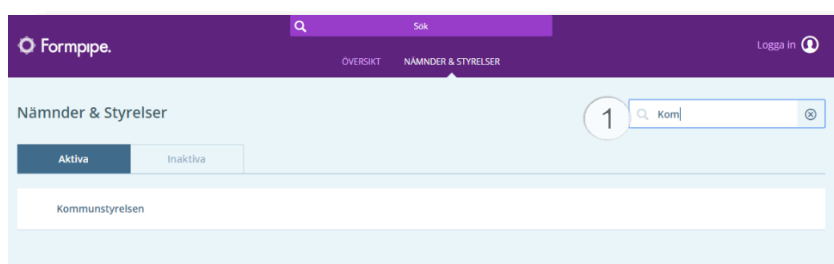 Sök
Formpipe.
Logga in
ÖVERSIKT NÄMNDER & STYRELSER
Nämnder & Styrelser
1 Kom
Aktiva Inaktiva
Kommunstyrelsen